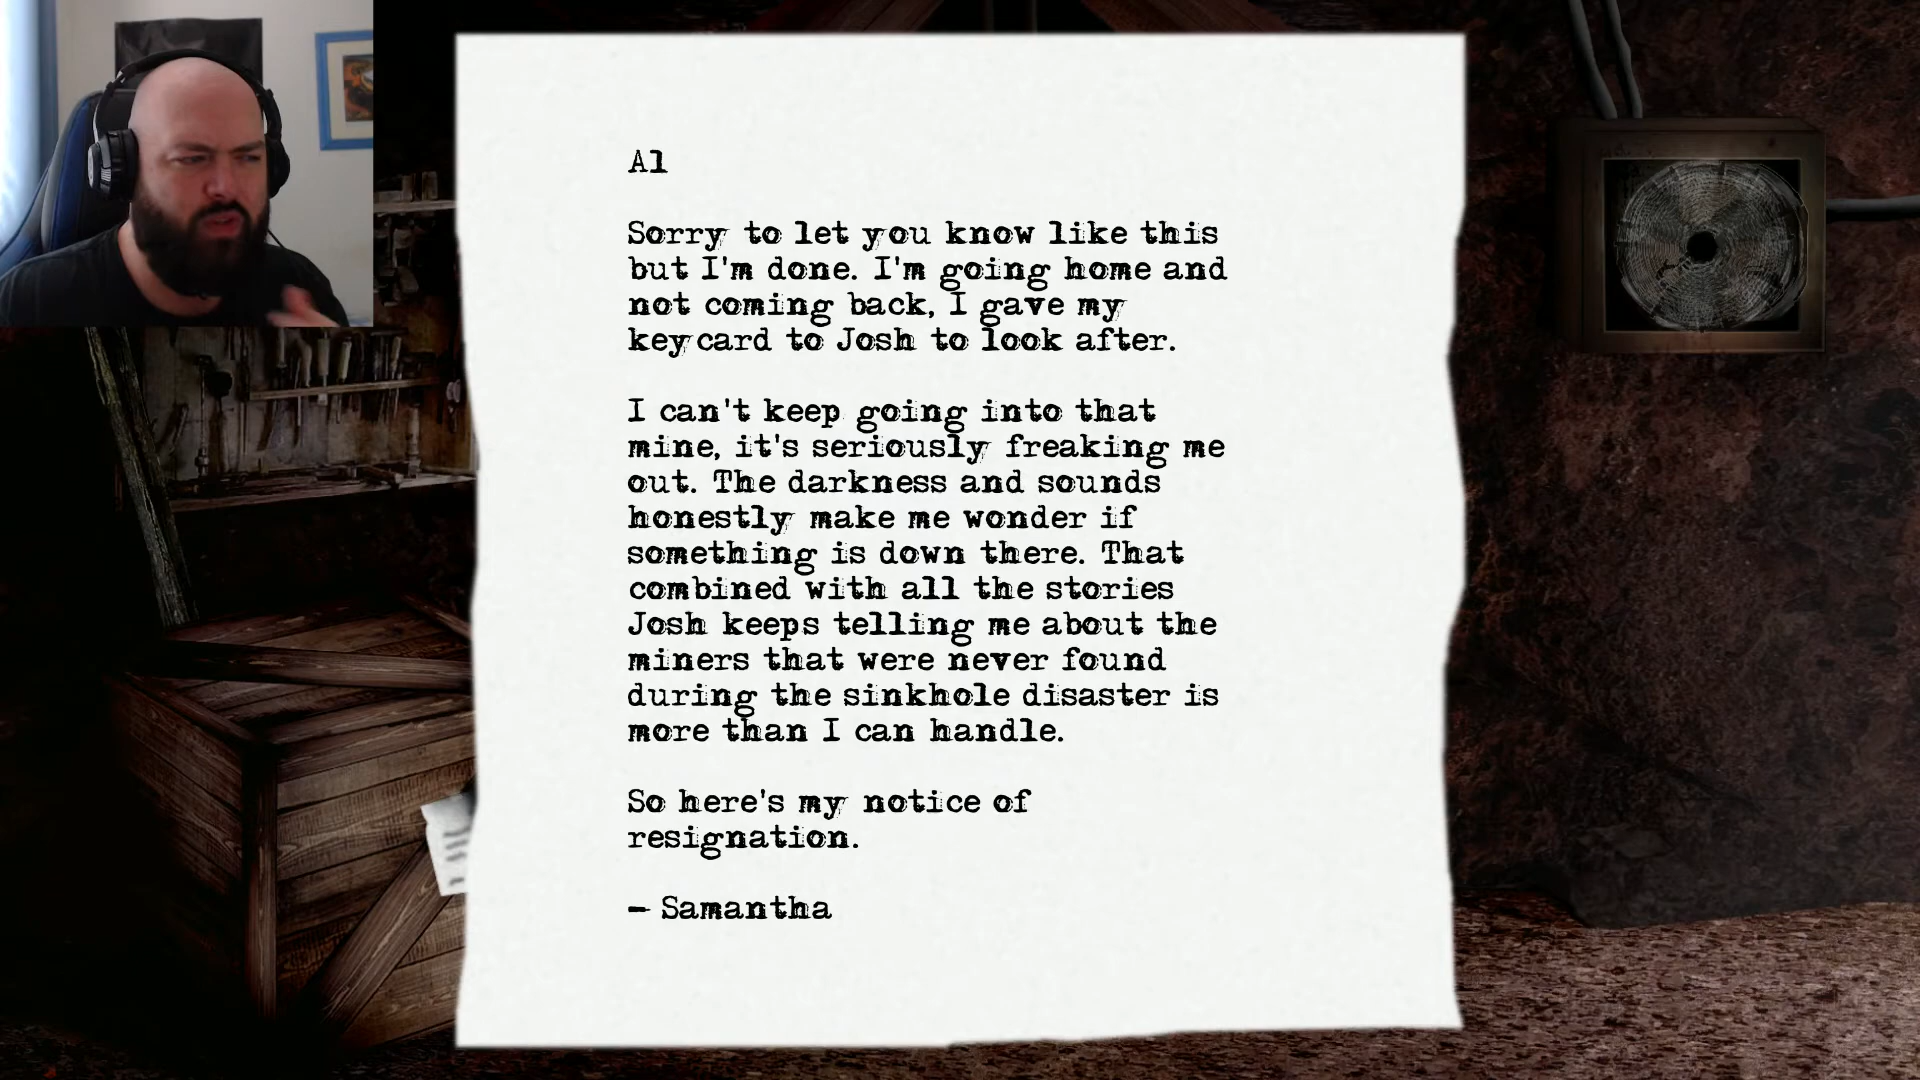 Al
Sorry to let you know like this
but I'm done. I'm going home and
not coming back, I gave my
keycard to Josh to look after.
I can't keep going into that
mine, it's seriously freaking me
out. The darkness and sounds
honestly make me wonder if
something is down there. That
combined with all the stories
Josh keeps telling me about the
miners that were never found
during the sinkhole disaster is
more than I can handle.
So here's my notice of
resignation.
- Samantha